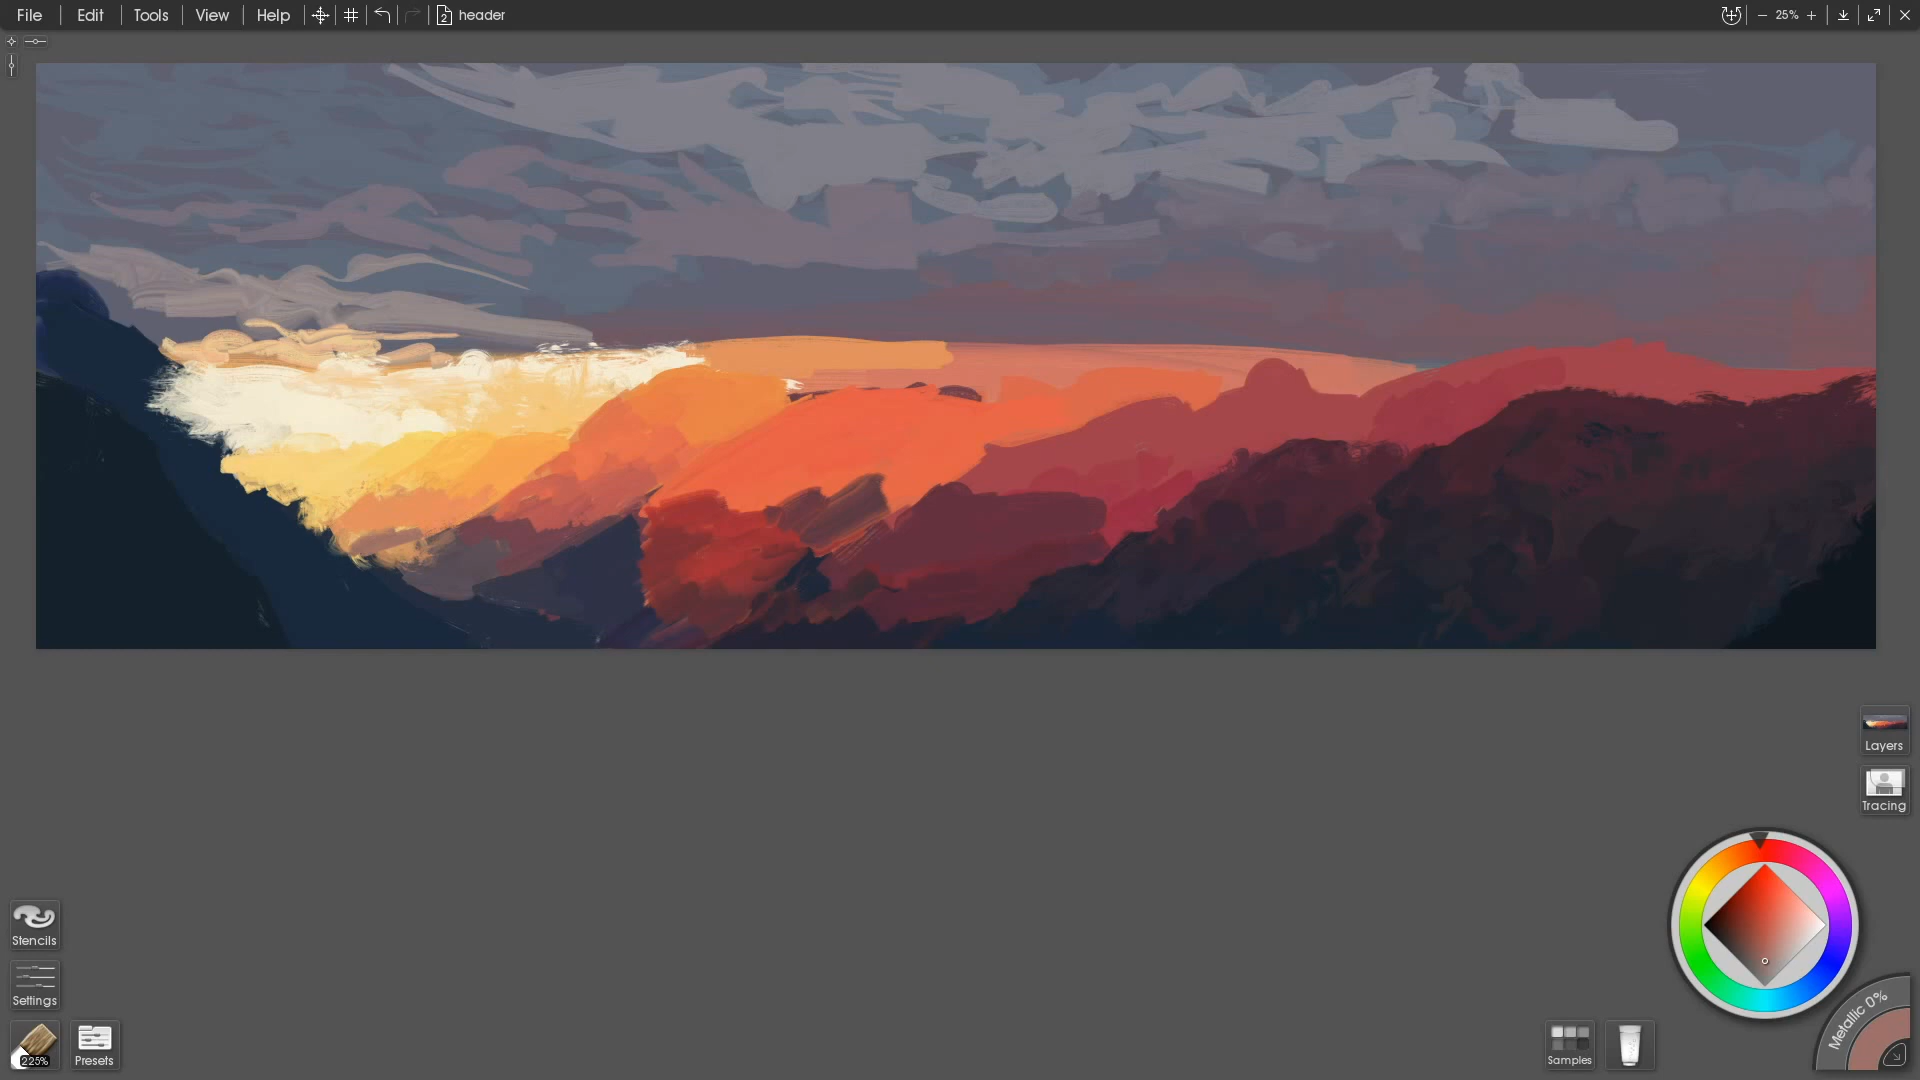 File Edit Tools View Help 2 header 25%
Layers
Tracing
Stencils
Settings
Metallic 0%
225% Presets Samples